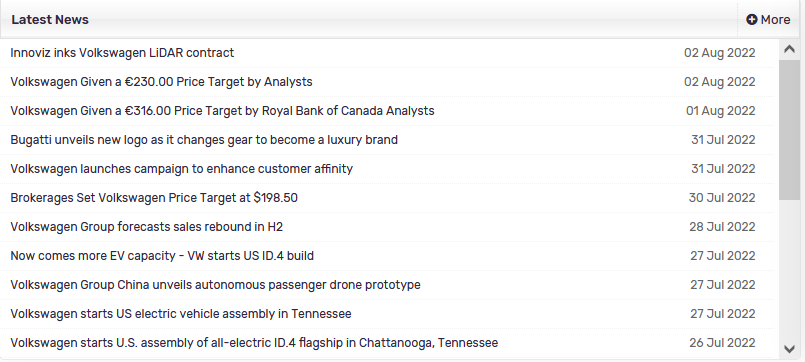 Latest News More
Innoviz inks Volkswagen LiDAR contract 02 Aug 2022
Volkswagen Given a €230.00 Price Target by Analysts 02 Aug 2022
Volkswagen Given a €316.00 Price Target by Royal Bank of Canada Analysts 01 Aug 2022
Bugatti unveils new logo as it changes gear to become a luxury brand 31 Jul 2022
Volkswagen launches campaign to enhance customer affinity 31 Jul 2022
Brokerages Set Volkswagen Price Target at $198.50 30 Jul 2022
Volkswagen Group forecasts sales rebound in H2 28 Jul 2022
Now comes more EV capacity - VW starts US ID.4 build 27 Jul 2022
Volkswagen Group China unveils autonomous passenger drone prototype 27 Jul 2022
Volkswagen starts US electric vehicle assembly in Tennessee 27 Jul 2022
Volkswagen starts U.S. assembly of all-electric ID.4 flagship in Chattanooga, Tennessee 26 Jul 2022